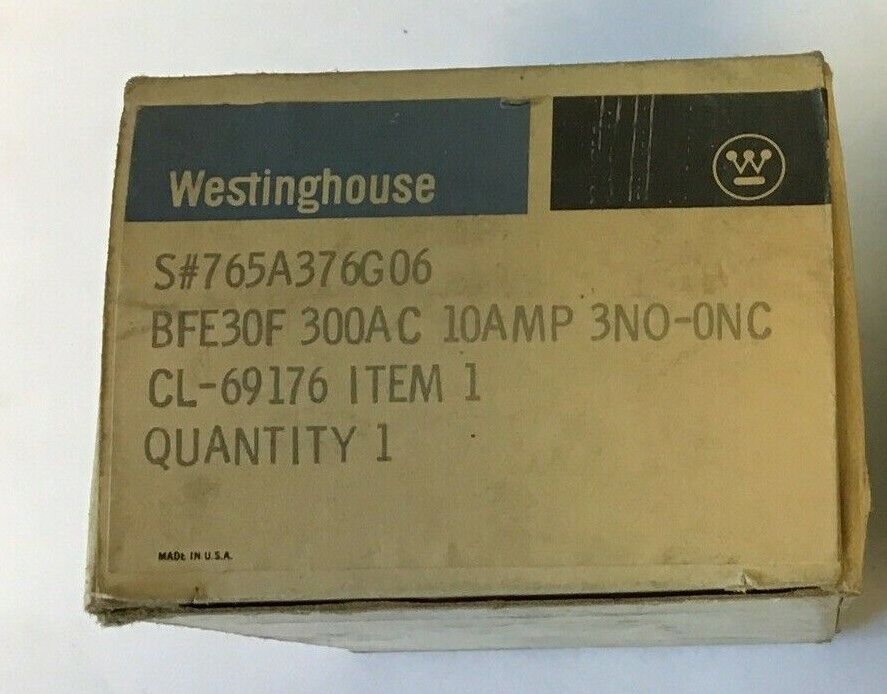 Westinghouse
W
S#765A376G06
BFE30F 300AC 10AMP 3NO-0NC
CL-69176 ITEM 1
QUANTITY 1
MADE IN U.S.A.